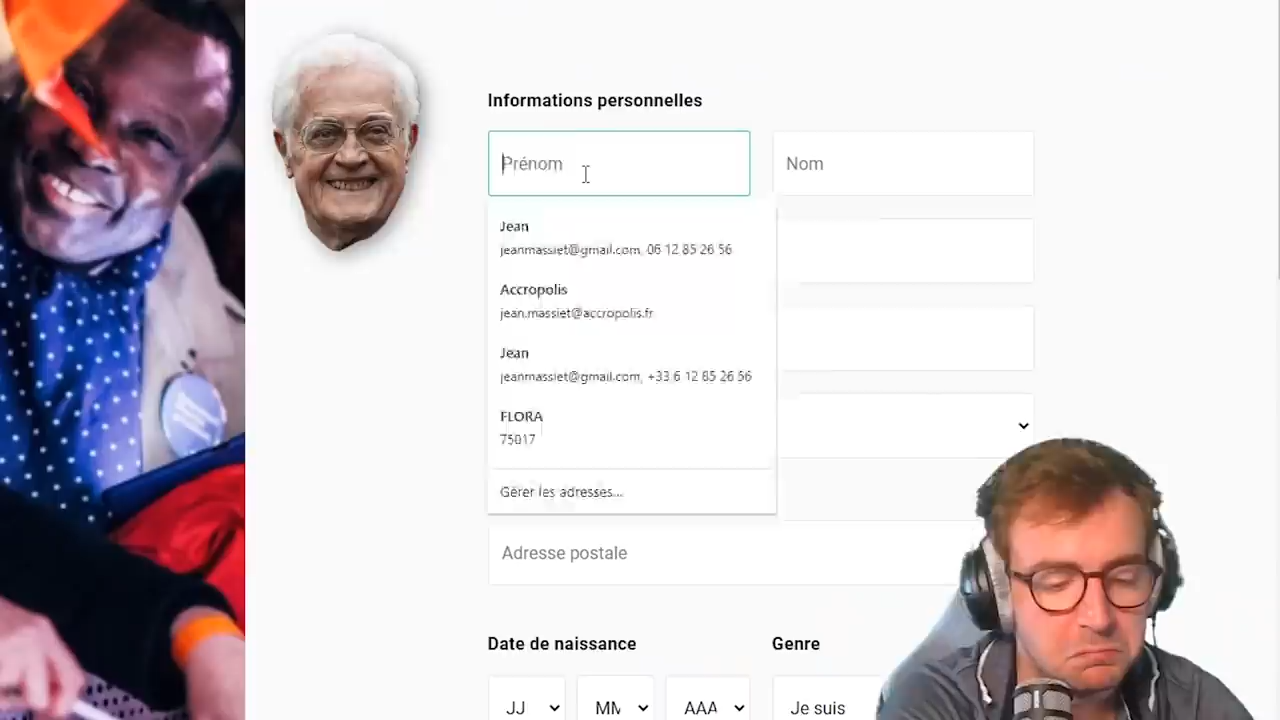 Informations personnelles
Prénom
Nom
Jean
jeanmassiet@gmail.com, 06 12 85 26 56
Accropolis
jean.massiet@accropolis.fr
Jean
jeanmassiet@gmail.com, +33 6 12 85 26 56
FLORA
75017
Gérer les adresses...
Adresse postale
Date de naissance
Genre
JJ
MM
AAA
Je suis